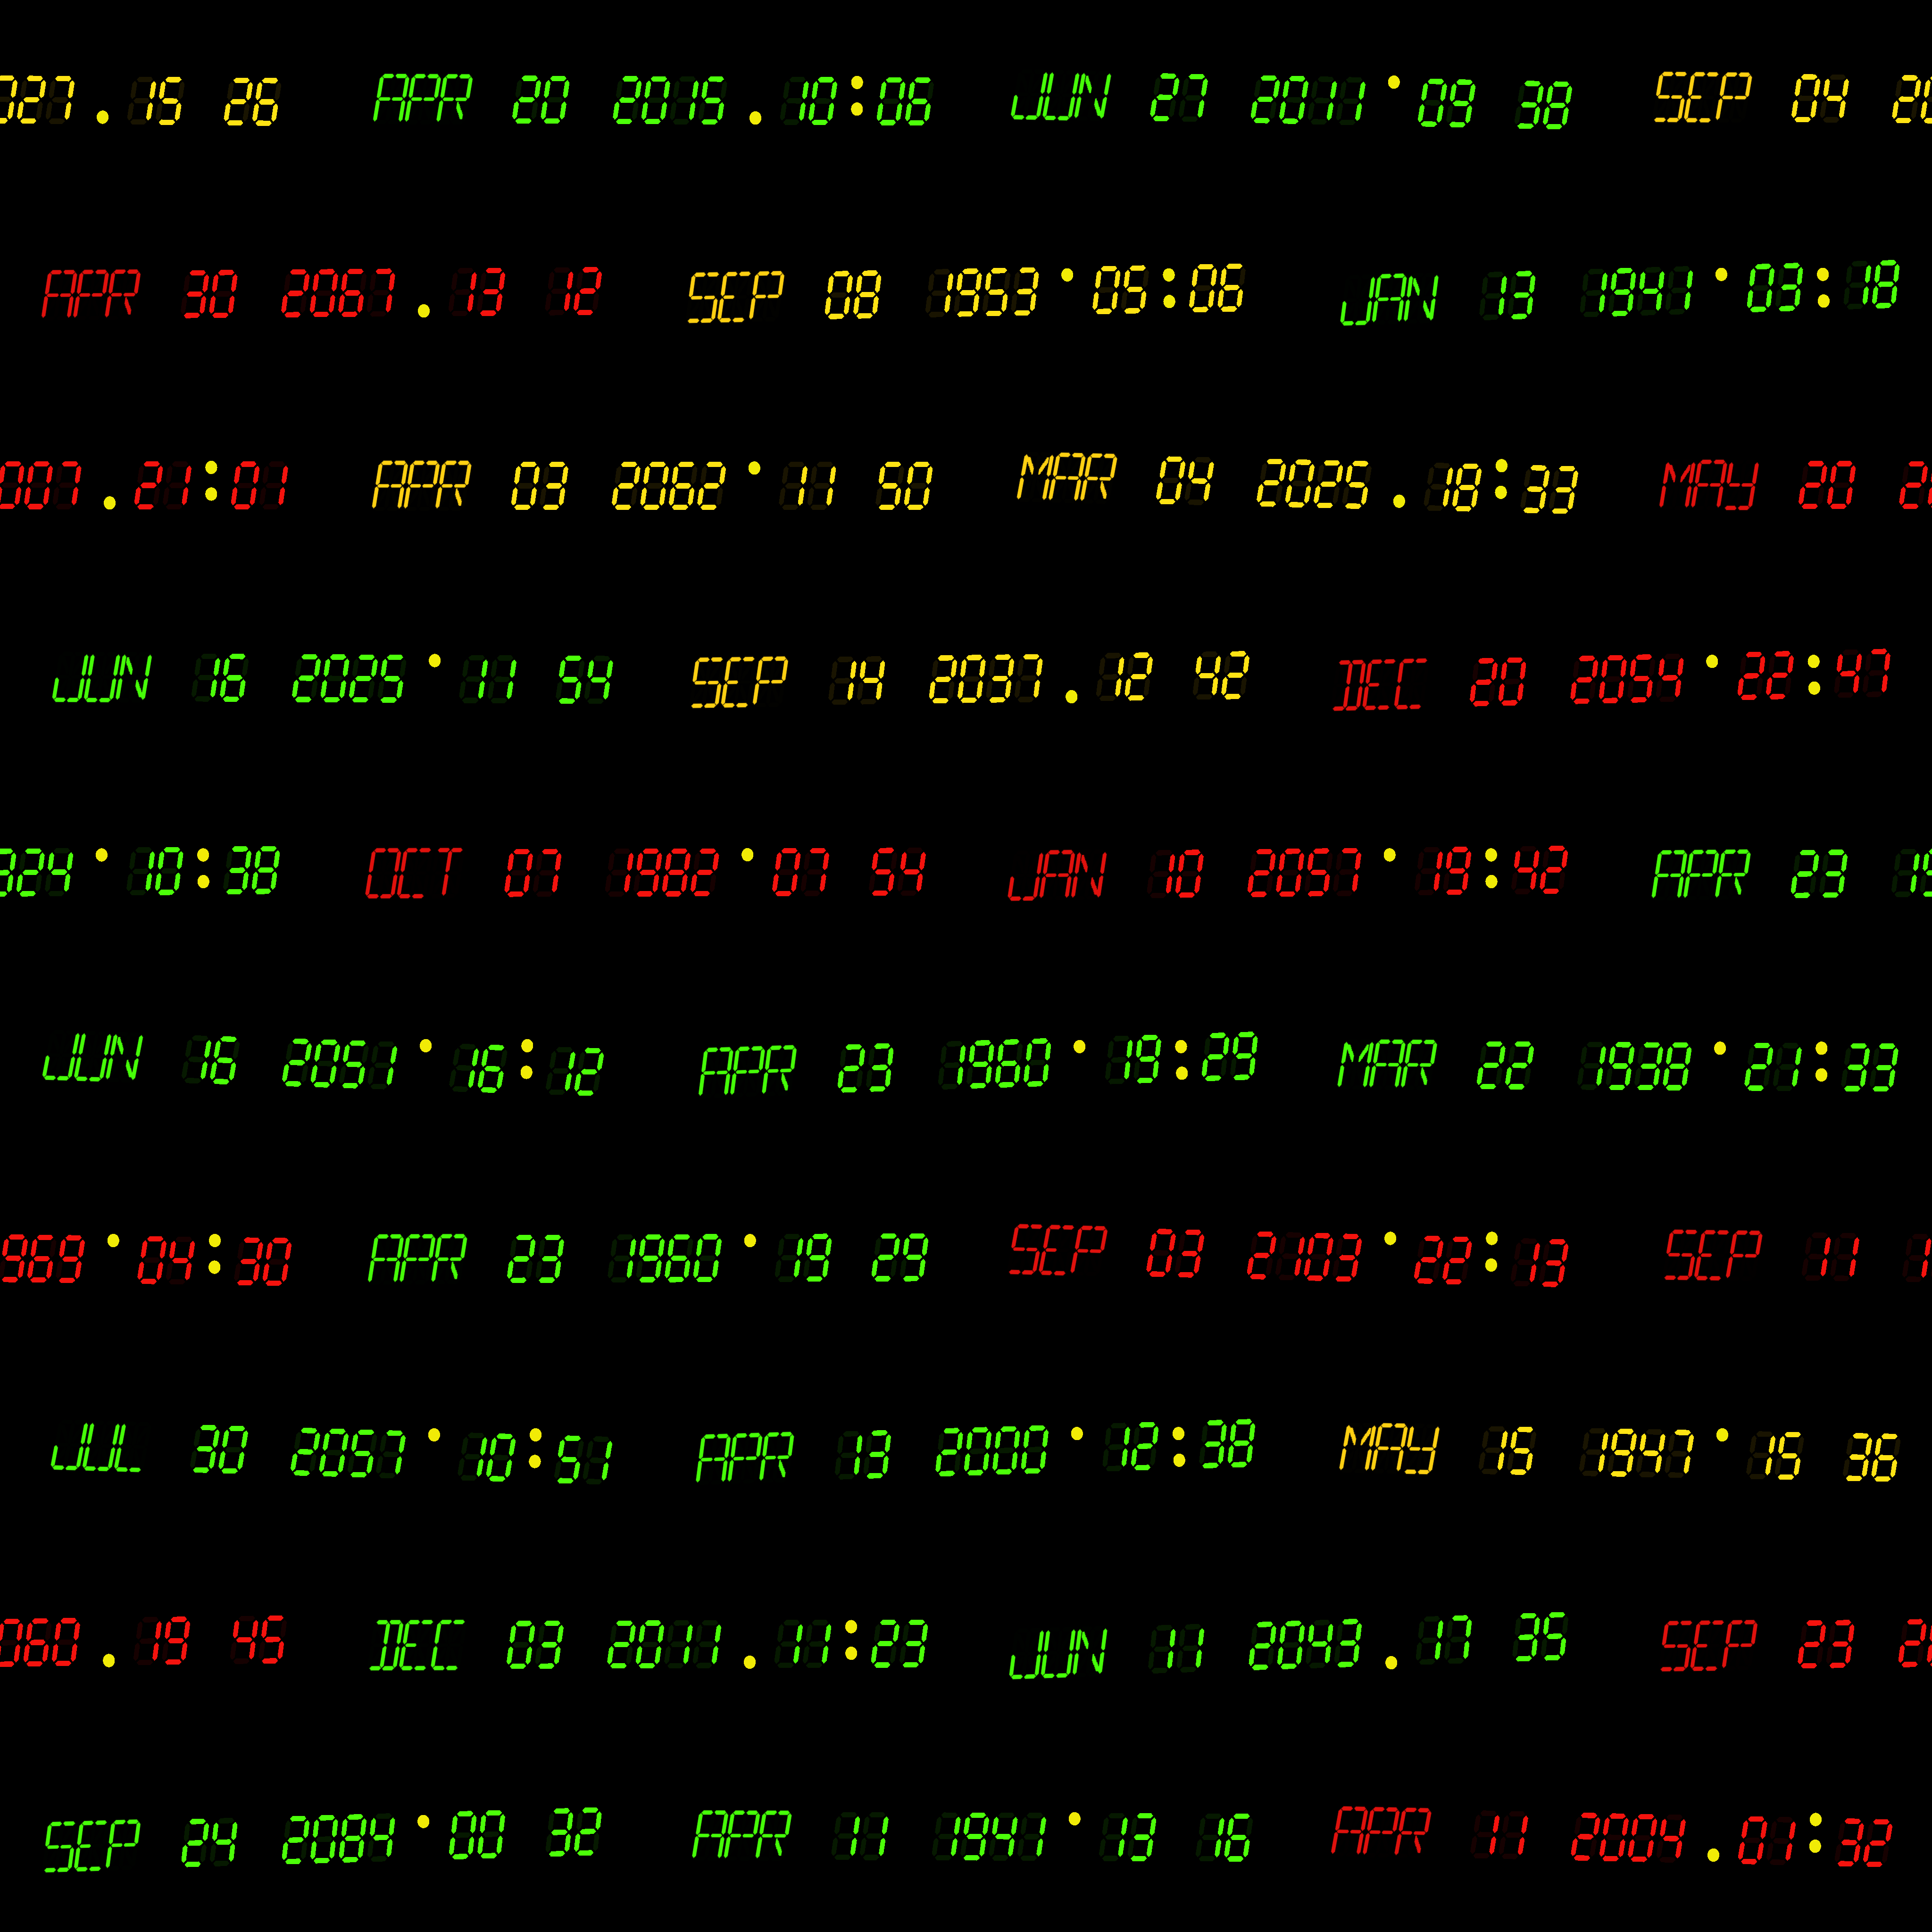 027. 15 26 APR 20 2015. 10:06 JUN 27 2011˙ 09 38 SEP 04
APR 30 2067. 13 12 SEP 08 1953˙ 05:06 JAN 13 1941˙ 03:18
007. 21:01 APR 03 2062˙ 11 50 MAR 04 2025. 18:33 MAY 20
JUN 16 2025˙ 11 54 SEP 14 2037. 12 42 DEC 20 2054˙ 22:47
24˙ 10:38 OCT 07 1982˙ 07 54 JAN 10 2057˙ 19:42 APR 23
JUN 16 2051˙ 16:12 APR 23 1960˙ 19:29 MAR 22 1938˙ 21:33
969˙ 04:30 APR 23 1960˙ 19 29 SEP 03 2103˙ 22:13 SEP 11
JUL 30 2057˙ 10:51 APR 13 2000˙ 12:38 MAY 15 1947˙ 15 36
060. 19 45 DEC 03 2011. 11:23 JUN 11 2043. 17 35 SEP 23
SEP 24 2084˙ 00 32 APR 11 1941˙ 13 16 APR 11 2004. 01:32